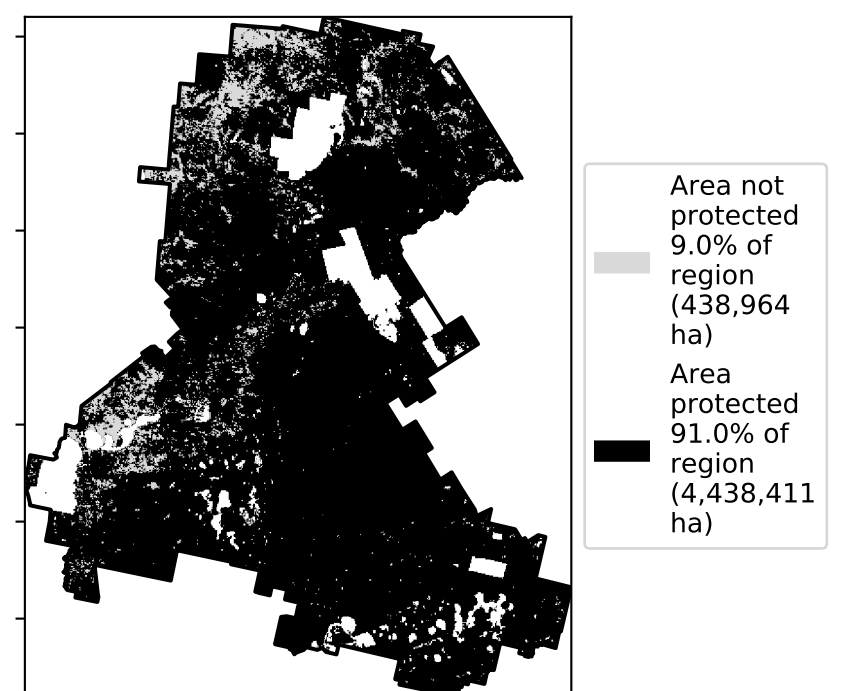 Area not
protected
9.0% of
region
(438,964
ha)
Area
protected
91.0% of
region
(4,438,411
ha)